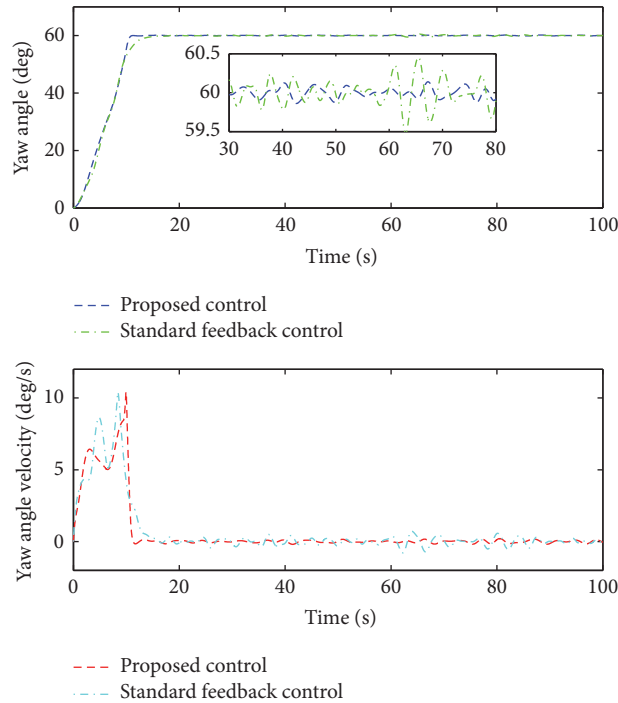 60
40
20
0
Yaw angle (deg)
60.5
60
59.5
30 40 50 60 70 80
0 20 40 60 80 100
Time (s)
Proposed control
Standard feedback control
10
5
0
Yaw angle velocity (deg/s)
0 20 40 60 80 100
Time (s)
Proposed control
Standard feedback control